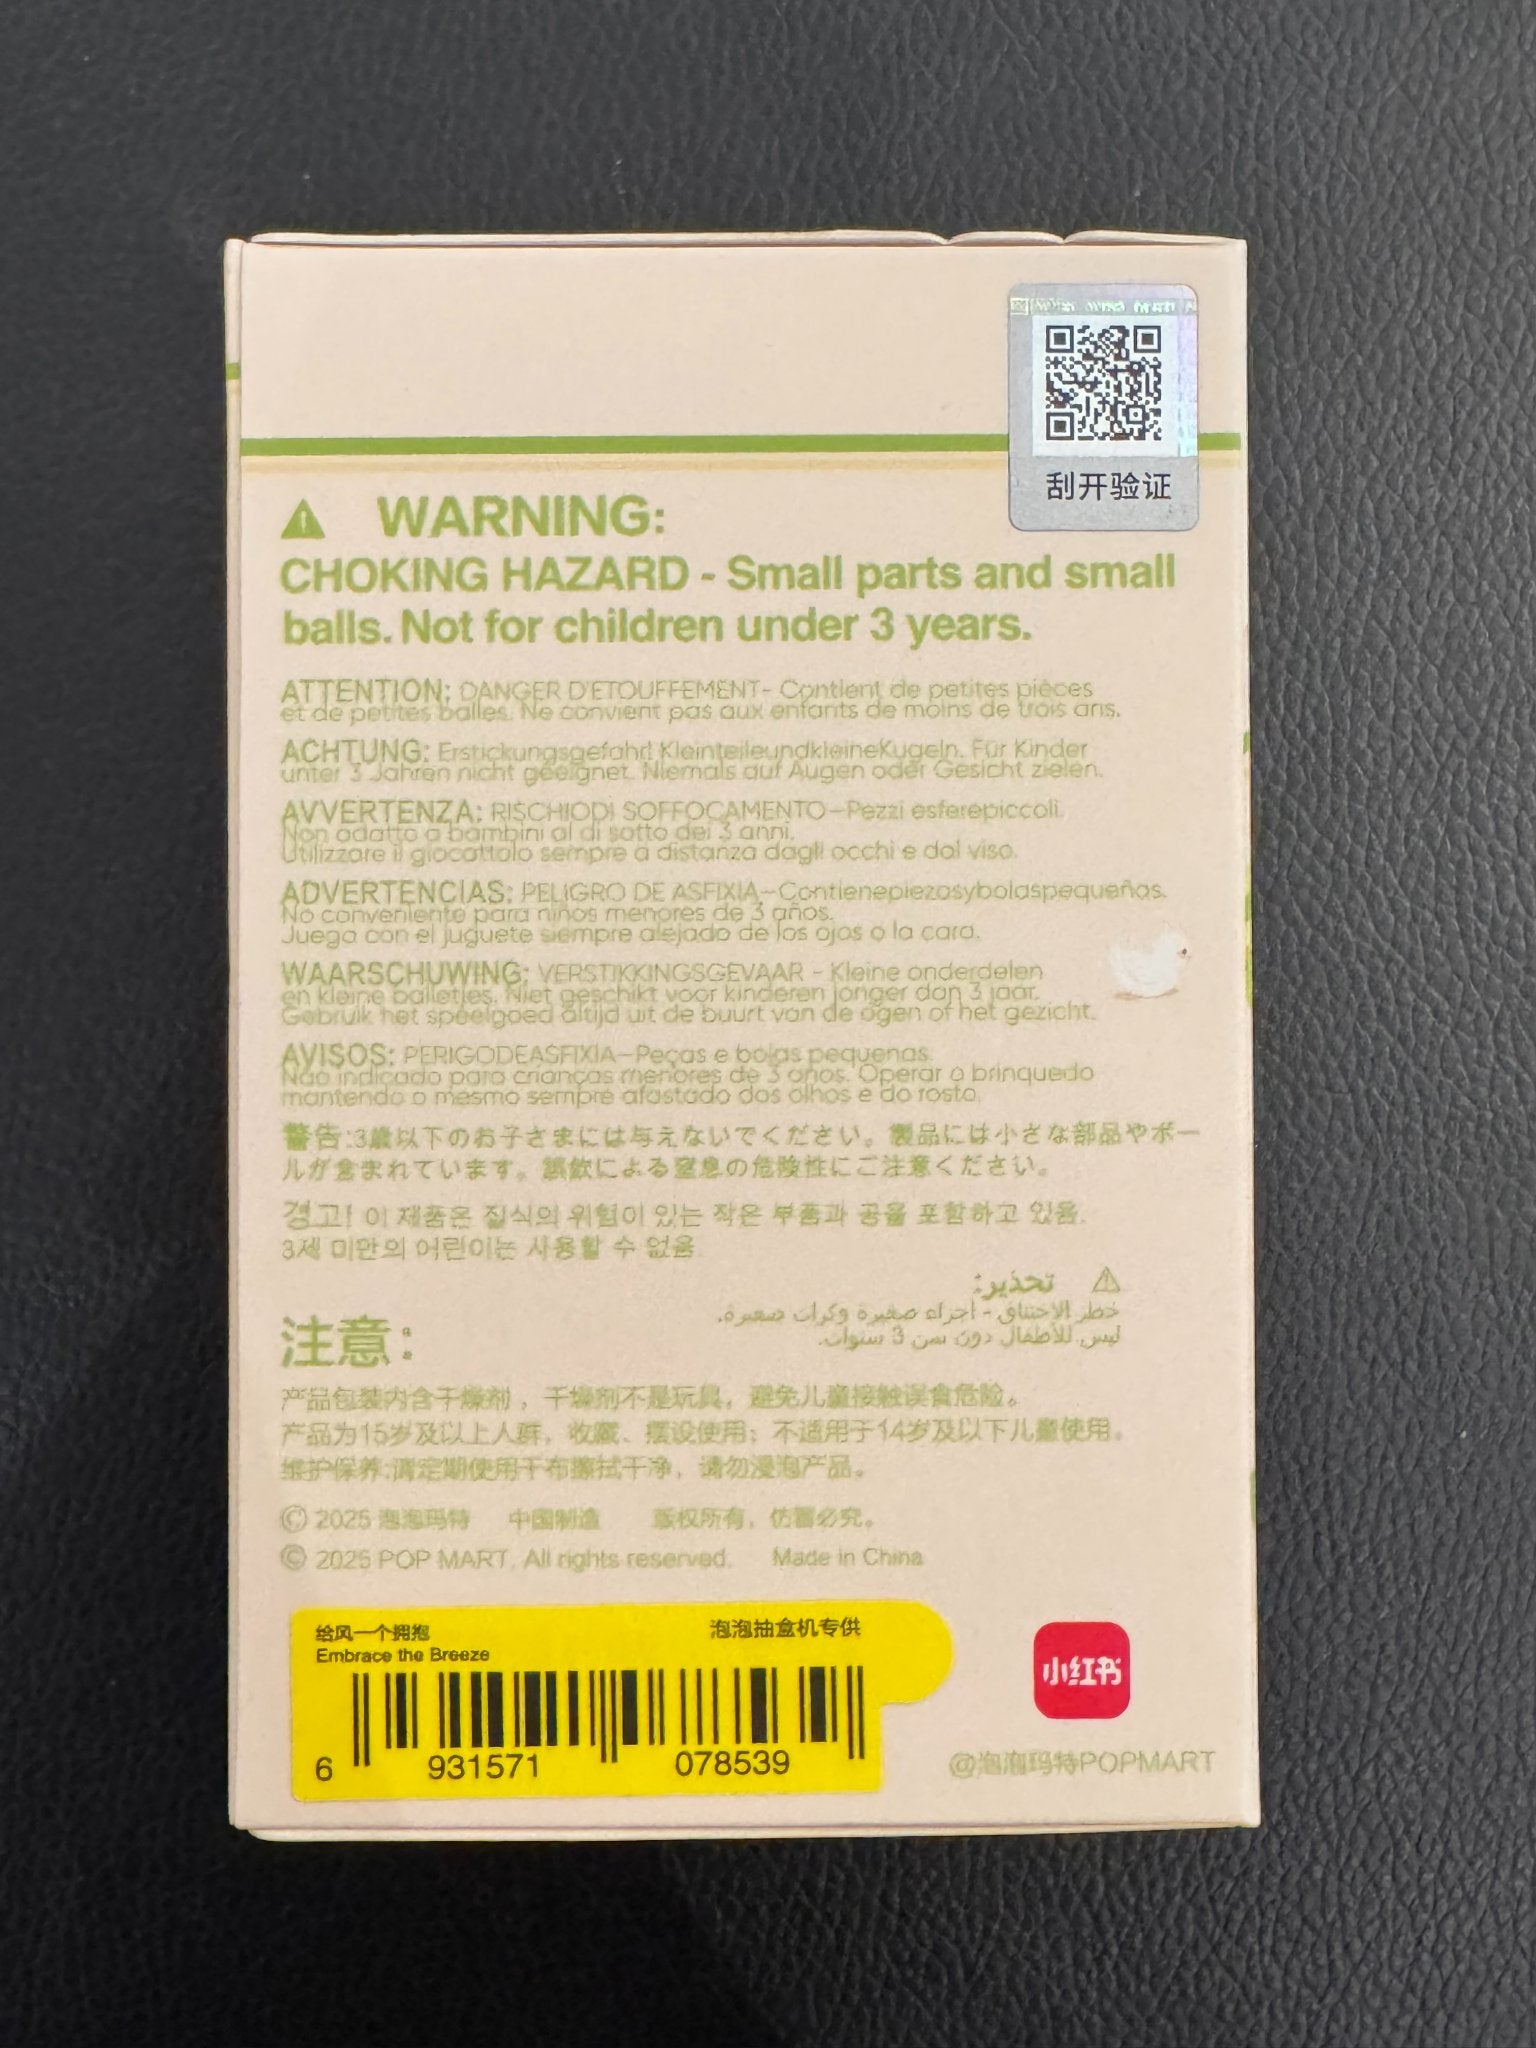 刮开验证
WARNING:
CHOKING HAZARD - Small parts and small
balls. Not for children under 3 years.
ATTENTION: DANGER D'ETOUFFEMENT- Contient de petites pièces
et de petites balles. Ne convient pas aux enfants de moins de trois ans.
ACHTUNG: Erstickungsgefahr! KleinteileundkleineKugeln. Für Kinder
unter 3 Jahren nicht geeignet. Niemals auf Augen oder Gesicht zielen.
AVVERTENZA: RISCHIODI SOFFOCAMENTO-Pezzi esferepiccoli.
Non adatto a bambini al di sotto dei 3 anni.
Utilizzare il giocattolo sempre a distanza dagli occhi e dal viso.
ADVERTENCIAS: PELIGRO DE ASFIXIA-Contienepiezasybolaspequeñas.
No conveniente para niños menores de 3 años.
Juega con el juguete siempre alejado de los ojos o la cara.
WAARSCHUWING: VERSTIKKINGSGEVAAR - Kleine onderdelen
en kleine balletjes. Niet geschikt voor kinderen jonger dan 3 jaar.
Gebruik het speelgoed altijd uit de buurt van de ogen of het gezicht.
AVISOS: PERIGODEASFIXIA-Peças e bolas pequenas.
Não indicado para crianças menores de 3 anos. Operar o brinquedo
mantendo o mesmo sempre afastado dos olhos e do rosto.
警告:3歳以下のお子さまには与えないでください。製品には小さな部品やボー
ルが含まれています。誤飲による窒息の危険性にご注意ください。
경고! 이 제품은 질식의 위험이 있는 작은 부품과 공을 포함하고 있음.
3세 미만의 어린이는 사용할 수 없음
تحذير:
خطر الاختناق - أجزاء صغيرة وكرات صغيرة.
ليس للأطفال دون سن 3 سنوات.
注意：
产品包装内含干燥剂，干燥剂不是玩具，避免儿童接触误食危险。
产品为15岁及以上人群，收藏、摆设使用；不适用于14岁及以下儿童使用。
维护保养:请定期使用干布擦拭干净，请勿浸泡产品。
© 2025 泡泡玛特 中国制造 版权所有，仿冒必究。
© 2025 POP MART. All rights reserved. Made in China
给风一个拥抱 泡泡抽盒机专供
Embrace the Breeze
6 931571 078539
小红书
@泡泡玛特POPMART